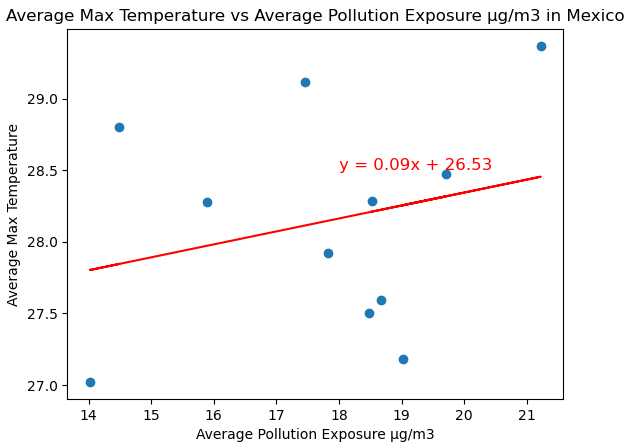 Average Max Temperature vs Average Pollution Exposure μg/m3 in Mexico
29.0
28.5
28.0
27.5
27.0
Average Max Temperature
y = 0.09x + 26.53
14 15 16 17 18 19 20 21
Average Pollution Exposure μg/m3